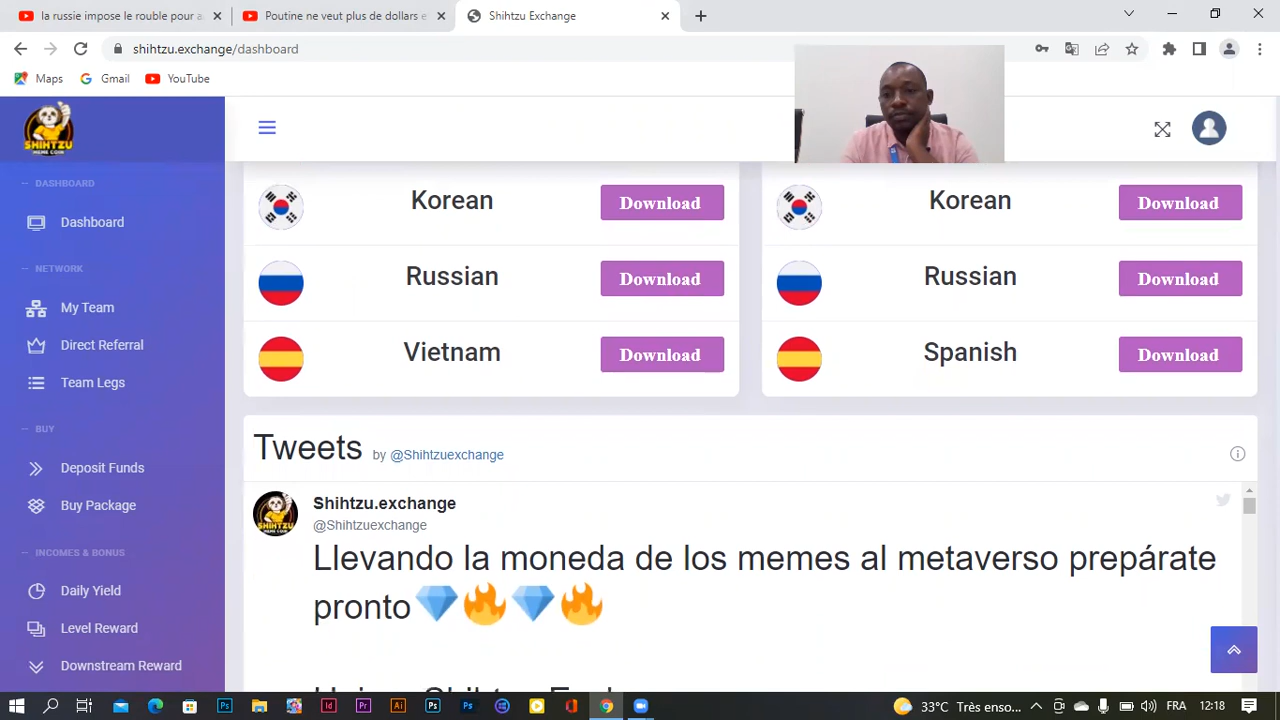 la russie impose le rouble pour a
Poutine ne veut plus de dollars e
Shihtzu Exchange
shihtzu.exchange/dashboard
Maps
Gmail
YouTube
SHIHTZU
MEME COIN
DASHBOARD
Dashboard
NETWORK
My Team
Direct Referral
Team Legs
BUY
Deposit Funds
Buy Package
INCOMES & BONUS
Daily Yield
Level Reward
Downstream Reward
Korean Download
Russian Download
Vietnam Download
Korean Download
Russian Download
Spanish Download
Tweets by @Shihtzuexchange
Shihtzu.exchange
@Shihtzuexchange
Llevando la moneda de los memes al metaverso prepárate
pronto💎🔥💎🔥
33°C Très enso... FRA 12:18